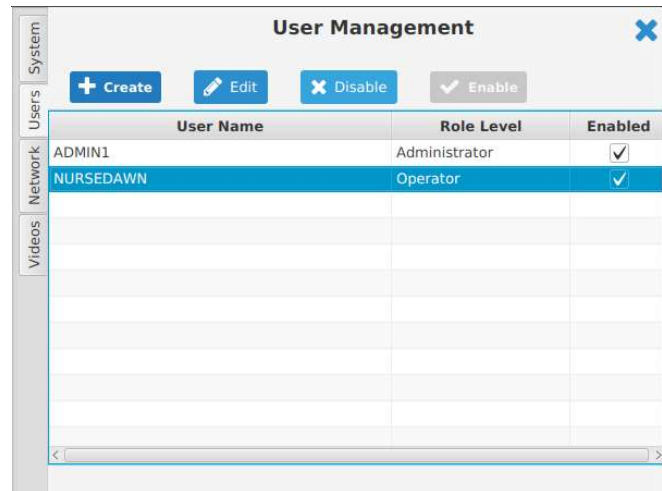 User Management
System
Users
Network
Videos
Create Edit Disable Enable
User Name Role Level Enabled
ADMIN1 Administrator
NURSEDAWN Operator